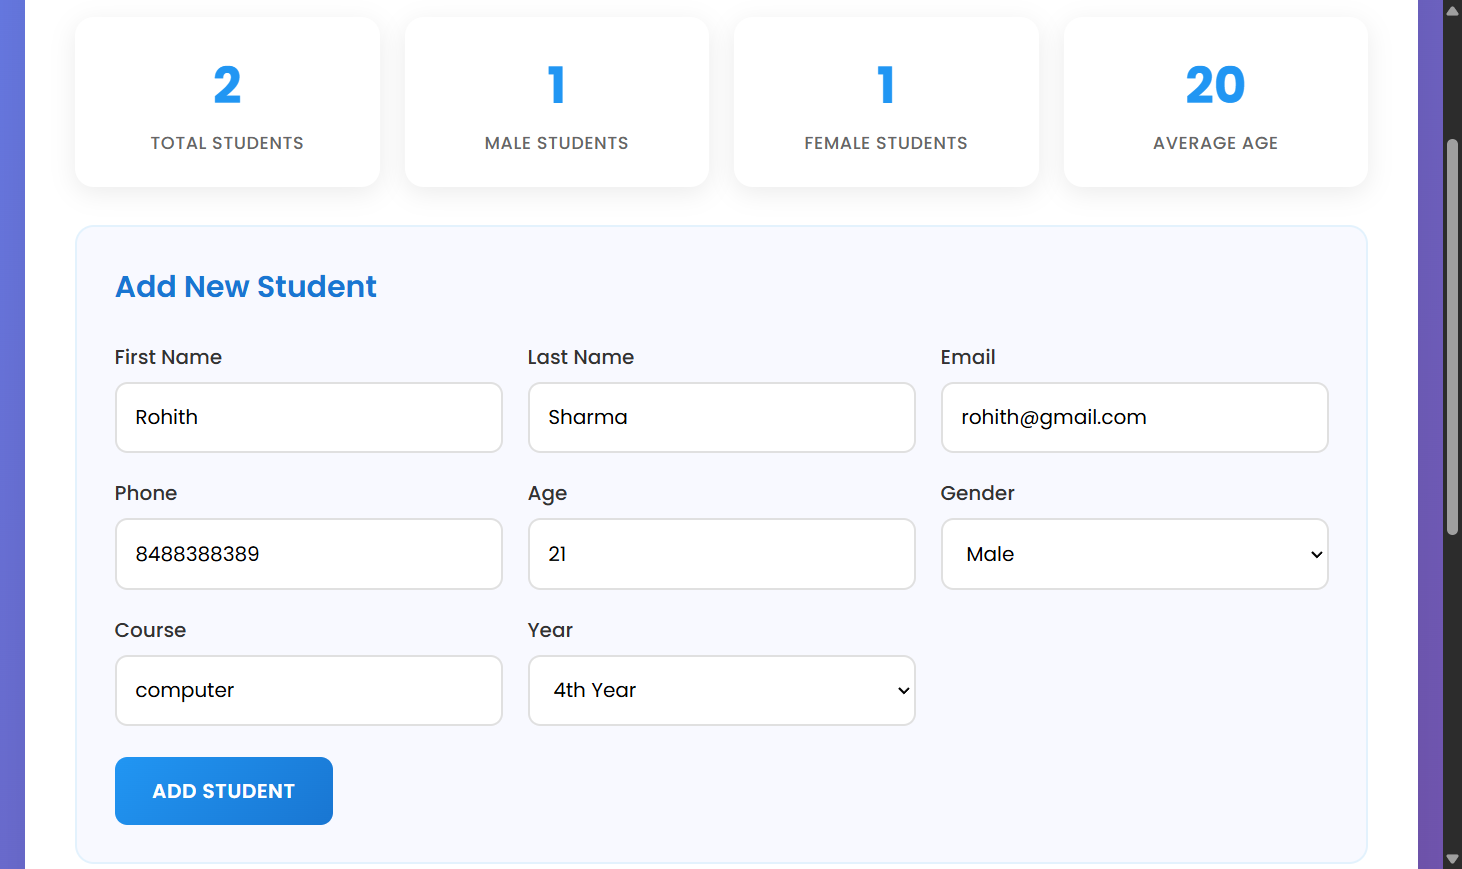 2 1 1 20
TOTAL STUDENTS MALE STUDENTS FEMALE STUDENTS AVERAGE AGE
Add New Student
First Name Last Name Email
Rohith Sharma rohith@gmail.com
Phone Age Gender
8488388389 21 Male
Course Year
computer 4th Year
ADD STUDENT